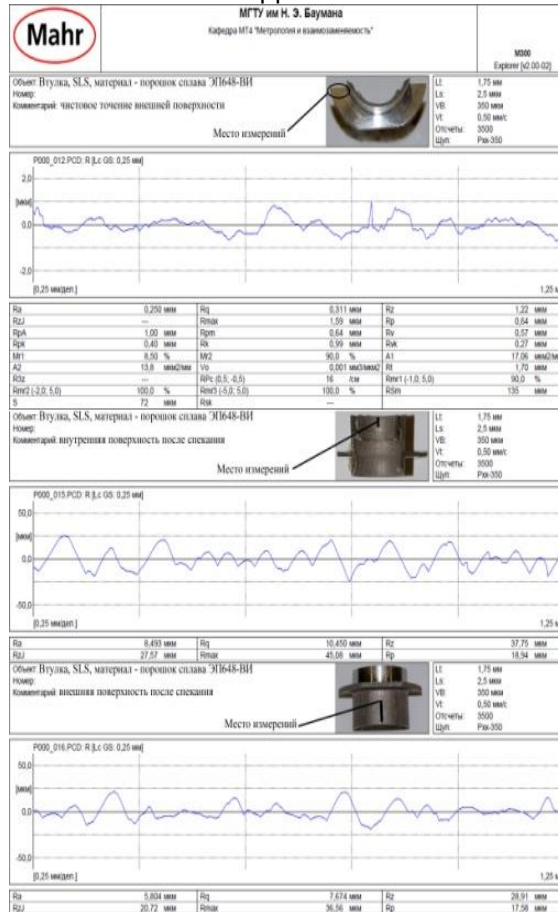 Mahr
МГТУ им Н. Э. Баумана
Кафедра МТ4 "Метрология и взаимозаменяемость"
M300
Explorer [v2.00-02]
Объект: Втулка, SLS, материал - порошок сплава ЭП648-ВИ
Номер:
Комментарий: чистовое точение внешней поверхности
Место измерений
Lt: 1,75 мм
Ls: 2,5 мкм
VB: 350 мкм
Vt: 0,50 мм/с
Отсчеты: 3500
Щуп:
P000_012.PCD: R [Lc GS: 0,25 мм]
2,0
[мкм]
0.0
-2,0
[0,25 мм/дел.]
Ra 0,250 мкм Rq 0,311 мкм Rz 1,22 мкм
RzJ --- Rmax 1,59 мкм Rp 0,64 мкм
RpA 1,00 мкм Rpm 0,64 мкм Rv 0,57 мкм
Rpk 0,40 мкм Rk 0,99 мкм Rvk 0,27 мкм
Mr1 8,50 % Mr2 90,0 % A1 17,06
A2 13,8 мкм2/мм Vo 0,001 мм3/мм2 Rt 1,70 мкм
R3z --- RPc (0,5; -0,5) 16 /см Rmr1 (-1,0; 5,0) 90,0 %
Rmr2 (-2,0; 5,0) 100,0 % Rmr3 (-5,0; 5,0) 100,0 % RSm 135 мкм
S 72 мкм Rsk ---
Объект: Втулка, SLS, материал - порошок сплава ЭП648-ВИ
Номер:
Комментарий: внутренняя поверхность после спекания
Место измерений
Lt: 1,75 мм
Ls: 2,5 мкм
VB: 350 мкм
Vt: 0,50 мм/с
Отсчеты: 3500
Щуп:
P000_015.PCD: R [Lc GS: 0,25 мм]
50,0
[мкм]
0.0
-50,0
[0,25 мм/дел.]
Ra 8,493 мкм Rq 10,450 мкм Rz 37,75 мкм
RzJ 27,57 мкм Rmax 45,08 мкм Rp 18,94 мкм
Объект: Втулка, SLS, материал - порошок сплава ЭП648-ВИ
Номер:
Комментарий: внешняя поверхность после спекания
Место измерений
Lt: 1,75 мм
Ls: 2,5 мкм
VB: 350 мкм
Vt: 0,50 мм/с
Отсчеты: 3500
Щуп:
P000_016.PCD: R [Lc GS: 0,25 мм]
50,0
[мкм]
0.0
-50,0
[0,25 мм/дел.]
Ra 5,804 мкм Rq 7,674 мкм Rz 28,91 мкм
RzJ 20,72 мкм Rmax 36,56 мкм Rp 17,58 мкм